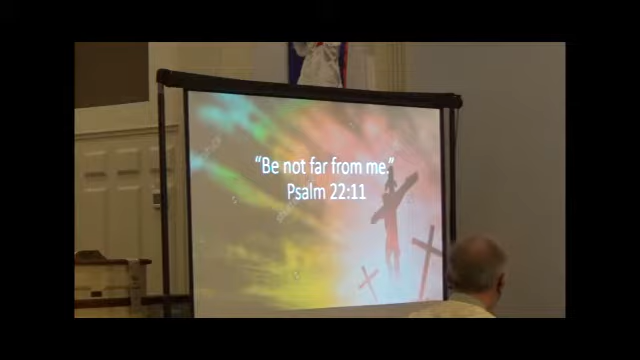 “Be not far from me.”
Psalm 22:11